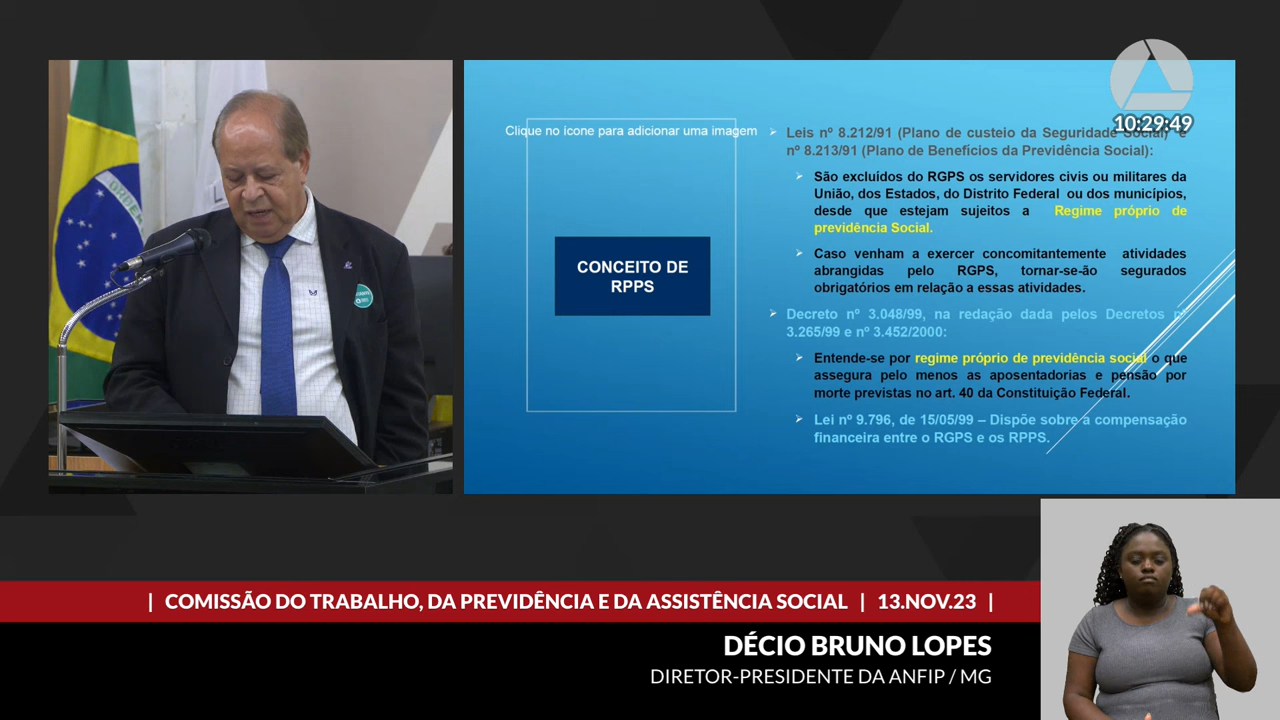 10:29:49
ORDEM
Clique no ícone para adicionar uma imagem
CONCEITO DE
RPPS
Leis nº 8.212/91 (Plano de custeio da Seguridade Social) e
nº 8.213/91 (Plano de Benefícios da Previdência Social):
São excluídos do RGPS os servidores civis ou militares da
União, dos Estados, do Distrito Federal ou dos municípios,
desde que estejam sujeitos a Regime próprio de
previdência Social.
Caso venham a exercer concomitantemente atividades
abrangidas pelo RGPS, tornar-se-ão segurados
obrigatórios em relação a essas atividades.
Decreto nº 3.048/99, na redação dada pelos Decretos nº
3.265/99 e nº 3.452/2000:
Entende-se por regime próprio de previdência social o que
assegura pelo menos as aposentadorias e pensão por
morte previstas no art. 40 da Constituição Federal.
Lei nº 9.796, de 15/05/99 – Dispõe sobre a compensação
financeira entre o RGPS e os RPPS.
| COMISSÃO DO TRABALHO, DA PREVIDÊNCIA E DA ASSISTÊNCIA SOCIAL | 13.NOV.23 |
DÉCIO BRUNO LOPES
DIRETOR-PRESIDENTE DA ANFIP / MG